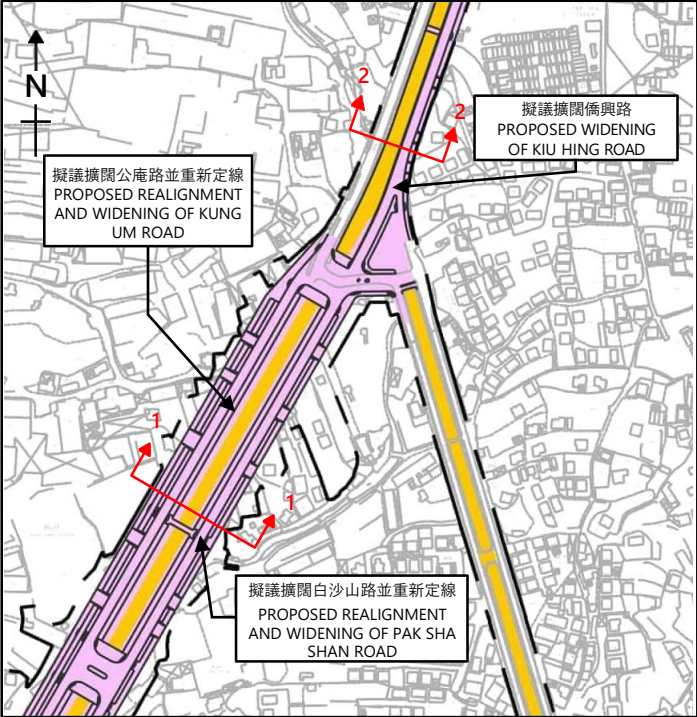 N
2
2
擬議擴闊僑興路
PROPOSED WIDENING
OF KIU HING ROAD
擬議擴闊公庵路並重新定線
PROPOSED REALIGNMENT
AND WIDENING OF KUNG
UM ROAD
1
1
擬議擴闊白沙山路並重新定線
PROPOSED REALIGNMENT
AND WIDENING OF PAK SHA
SHAN ROAD